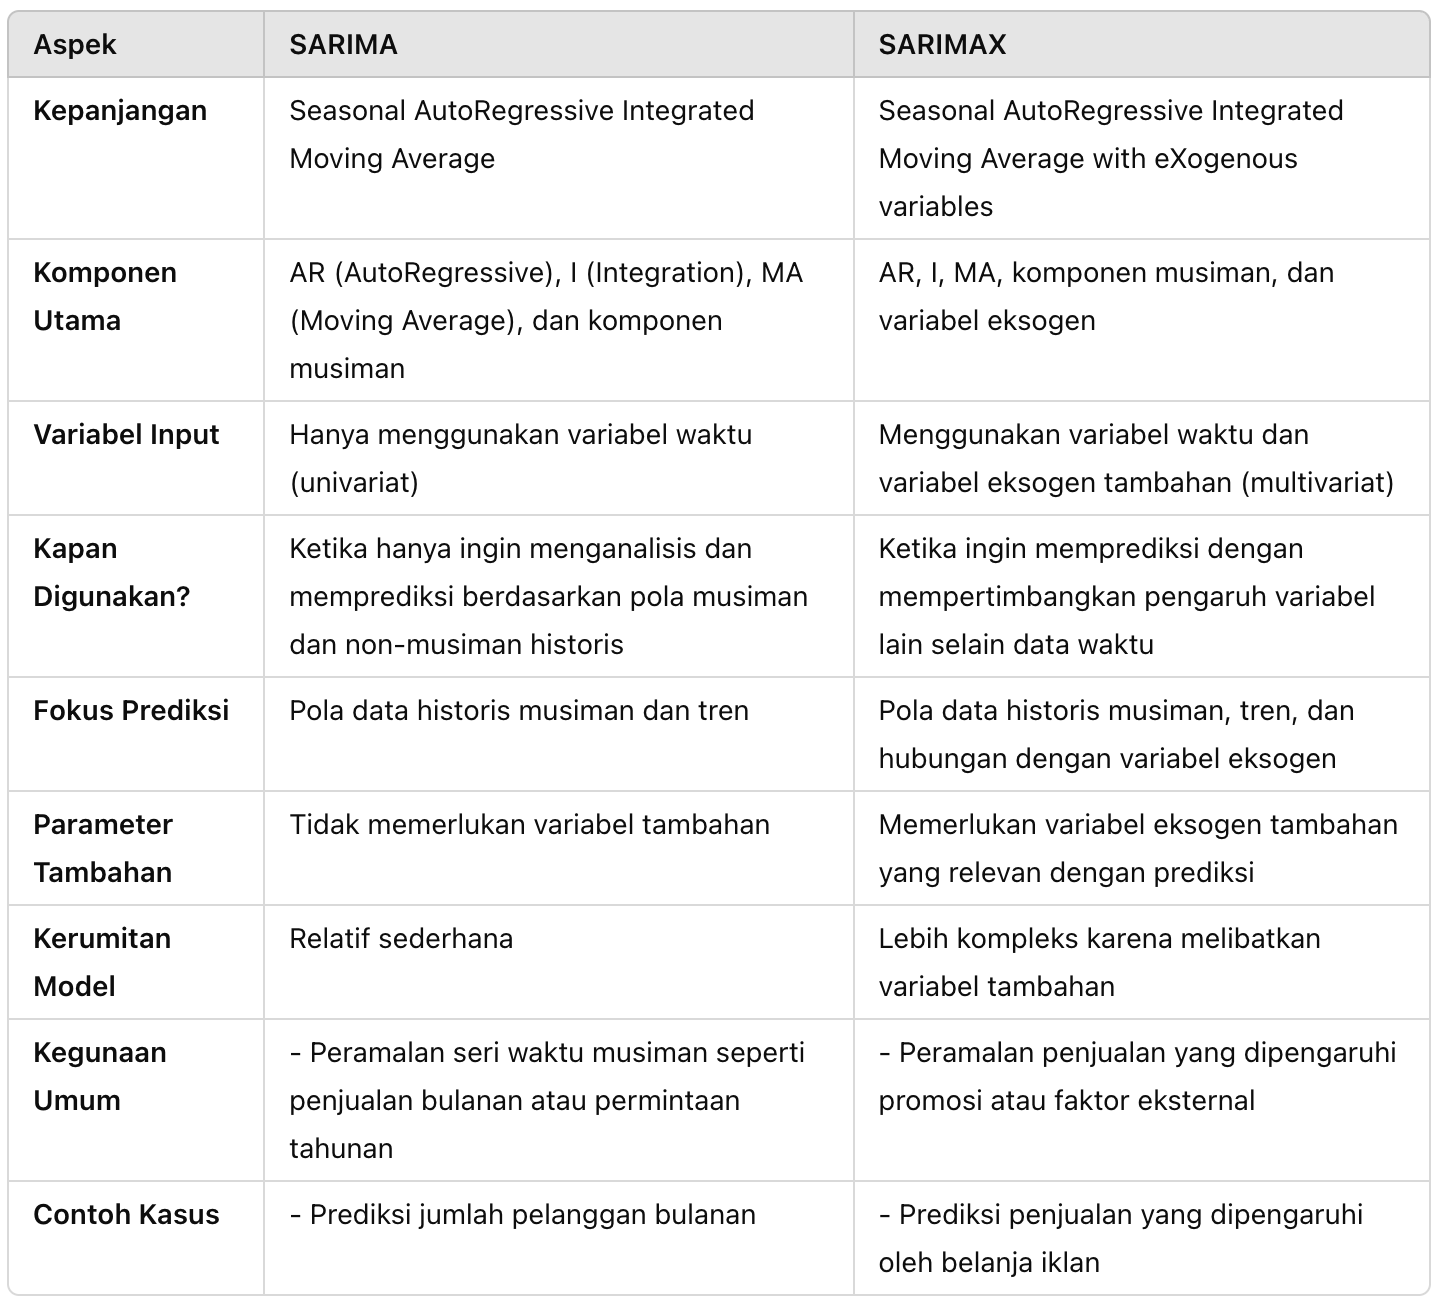 Aspek
SARIMA
SARIMAX
Kepanjangan
Seasonal AutoRegressive Integrated
Moving Average
Seasonal AutoRegressive Integrated
Moving Average with eXogenous
variables
Komponen
Utama
AR (AutoRegressive), I (Integration), MA
(Moving Average), dan komponen
musiman
AR, I, MA, komponen musiman, dan
variabel eksogen
Variabel Input
Hanya menggunakan variabel waktu
(univariat)
Menggunakan variabel waktu dan
variabel eksogen tambahan (multivariat)
Kapan
Digunakan?
Ketika hanya ingin menganalisis dan
memprediksi berdasarkan pola musiman
dan non-musiman historis
Ketika ingin memprediksi dengan
mempertimbangkan pengaruh variabel
lain selain data waktu
Fokus Prediksi
Pola data historis musiman dan tren
Pola data historis musiman, tren, dan
hubungan dengan variabel eksogen
Parameter
Tambahan
Tidak memerlukan variabel tambahan
Memerlukan variabel eksogen tambahan
yang relevan dengan prediksi
Kerumitan
Model
Relatif sederhana
Lebih kompleks karena melibatkan
variabel tambahan
Kegunaan
Umum
- Peramalan seri waktu musiman seperti
penjualan bulanan atau permintaan
tahunan
- Peramalan penjualan yang dipengaruhi
promosi atau faktor eksternal
Contoh Kasus
- Prediksi jumlah pelanggan bulanan
- Prediksi penjualan yang dipengaruhi
oleh belanja iklan